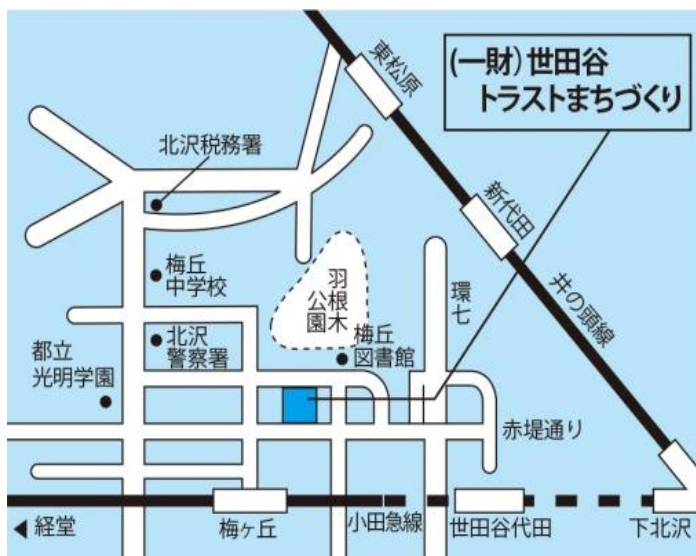 (一財)世田谷
トラストまちづくり
東松原
北沢税務署
新代田
井の頭線
梅丘
中学校
羽根木
公園
環七
北沢
警察署
梅丘
図書館
都立
光明学園
赤堤通り
経堂
梅ヶ丘
小田急線
世田谷代田
下北沢